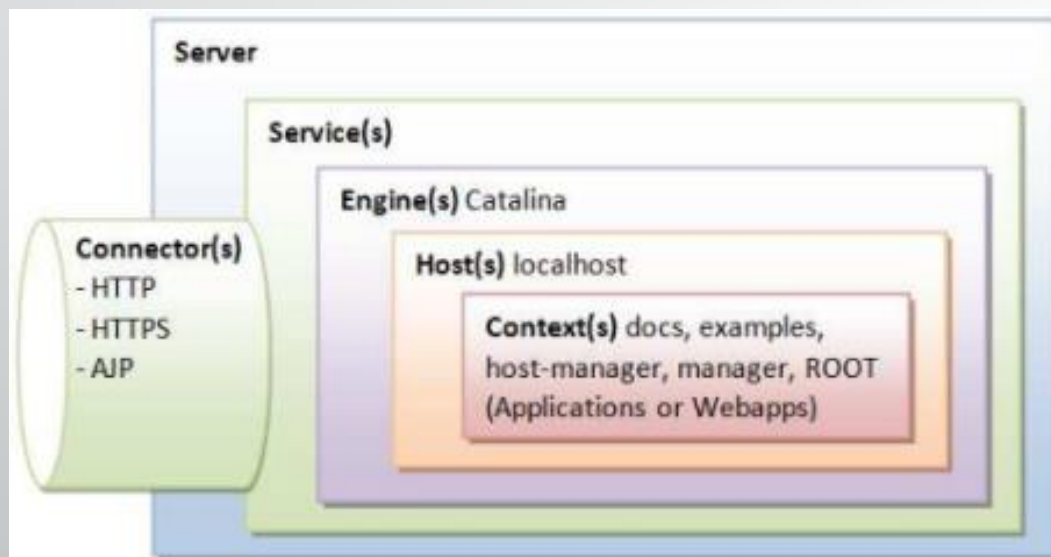 Server
Service(s)
Engine(s) Catalina
Host(s) localhost
Context(s) docs, examples,
host-manager, manager, ROOT
(Applications or Webapps)
Connector(s)
- HTTP
- HTTPS
- AJP